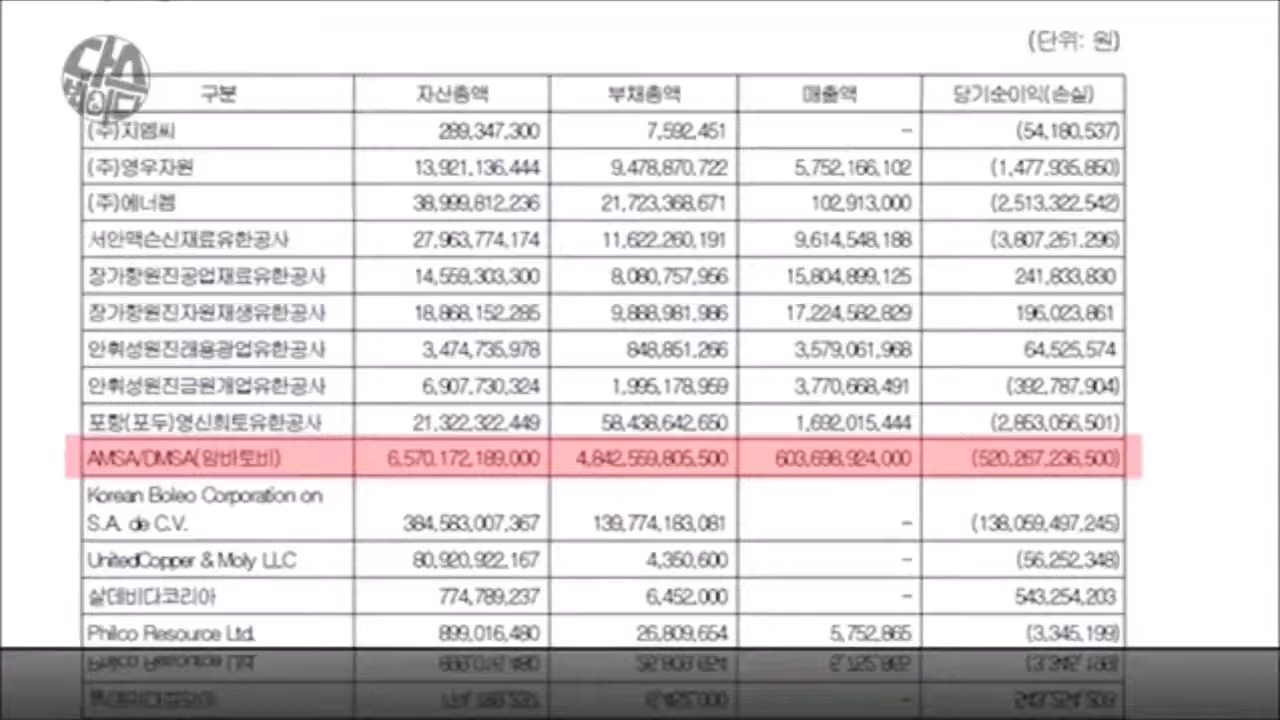 (단위: 원)
다스뵈이다
구분 자산총액 부채총액 매출액 당기순이익(손실)
(주)지엠씨 289,347,300 7,592,451 - (54,180,537)
(주)영우자원 13,921,136,444 9,478,870,722 5,752,166,102 (1,477,935,850)
(주)에너켐 38,999,812,236 21,723,368,671 102,913,000 (2,513,322,542)
서안맥슨신재료유한공사 27,963,774,174 11,622,260,191 9,614,548,188 (3,807,251,296)
장가항원진공업재료유한공사 14,559,303,300 8,080,757,956 15,804,899,125 241,833,830
장가항원진자원재생유한공사 18,868,152,285 9,888,981,986 17,224,582,829 196,023,861
안휘성원진래용광업유한공사 3,474,735,978 848,851,266 3,579,061,968 64,525,574
안휘성원진금원개업유한공사 6,907,730,324 1,995,178,959 3,770,668,491 (392,787,904)
포항(포두)영신희토유한공사 21,322,322,449 58,438,642,650 1,692,015,444 (2,853,056,501)
AMSA/DMSA(암바토비) 6,570,172,189,000 4,842,559,805,500 603,698,924,000 (520,267,236,500)
Korean Boleo Corporation on
S.A. de C.V. 384,583,007,367 139,774,183,081 - (138,059,497,245)
UnitedCopper & Moly LLC 80,920,922,167 4,350,600 - (56,252,348)
살데비다코리아 774,789,237 6,452,000 - 543,254,203
Philco Resource Ltd. 899,016,480 26,809,654 5,752,865 (3,345,199)